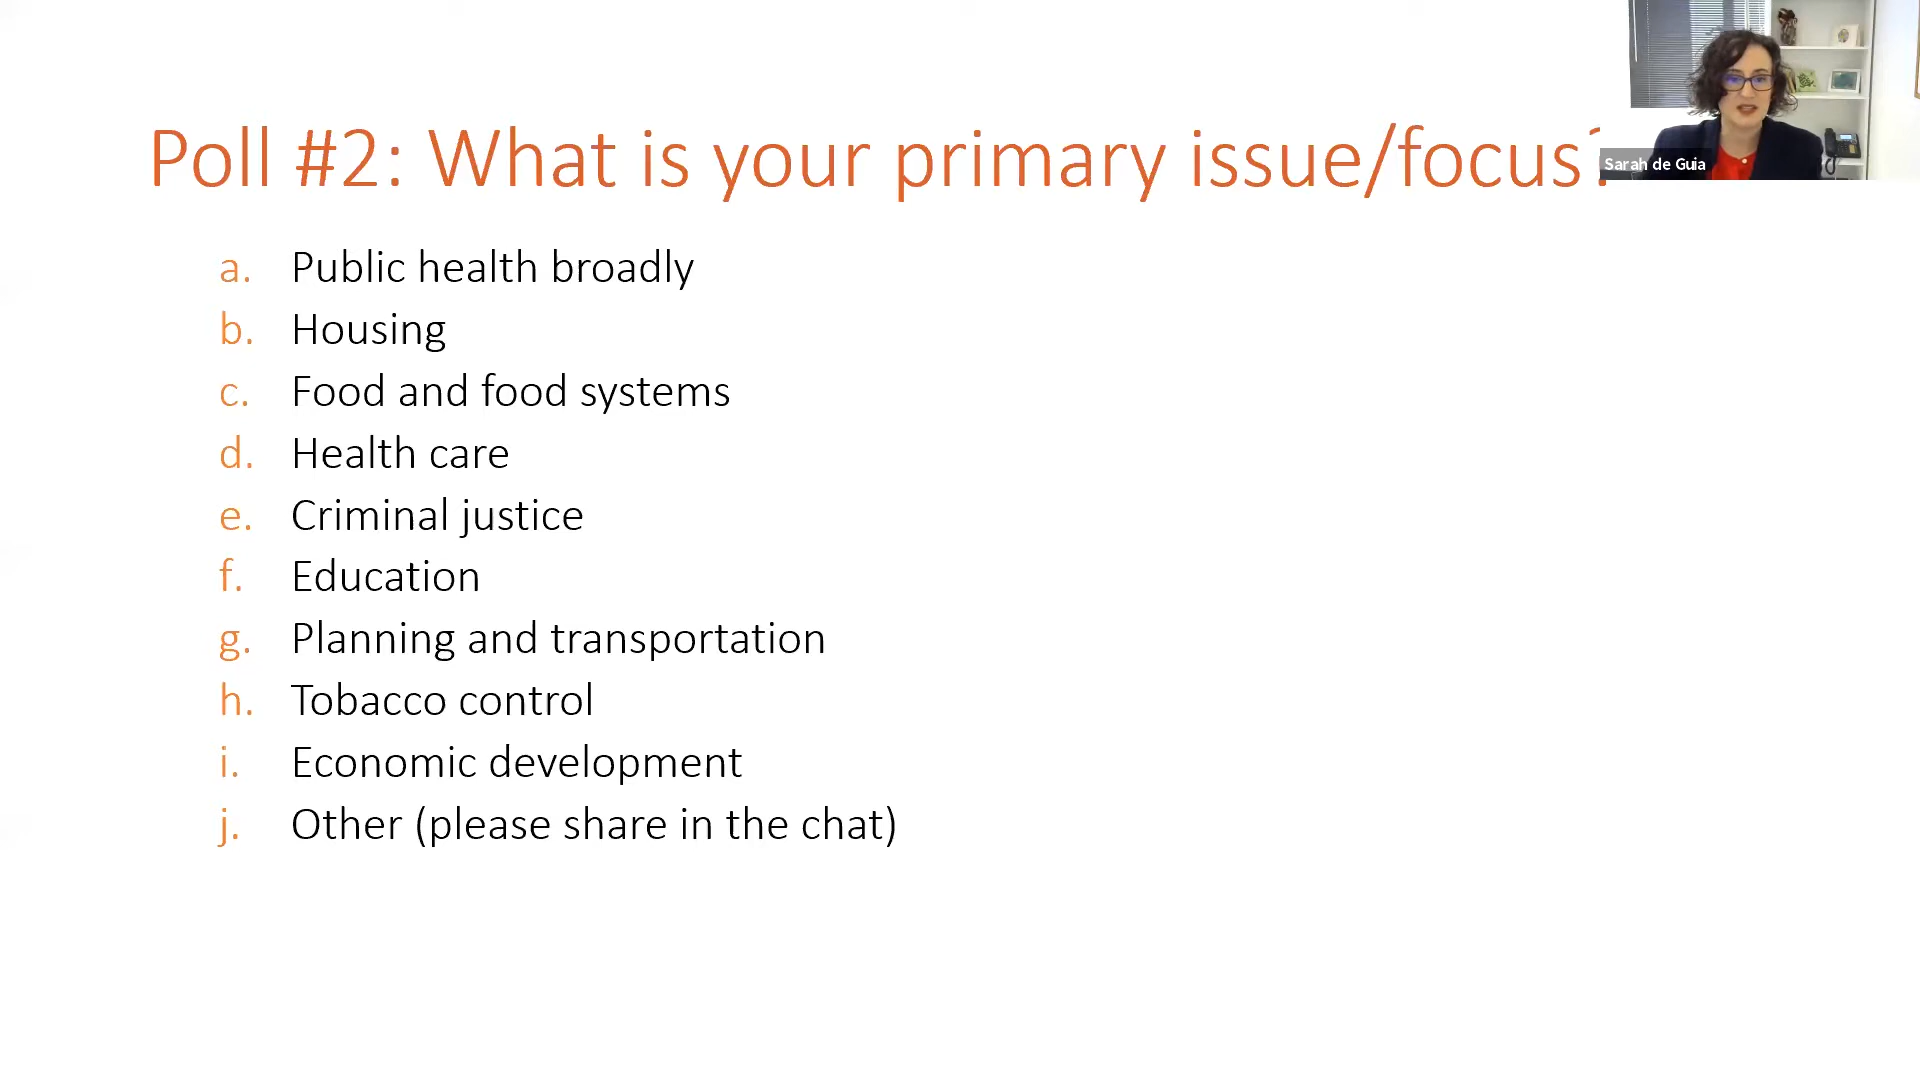 Poll #2: What is your primary issue/focus?
Sarah de Guia
a. Public health broadly
b. Housing
c. Food and food systems
d. Health care
e. Criminal justice
f. Education
g. Planning and transportation
h. Tobacco control
i. Economic development
j. Other (please share in the chat)